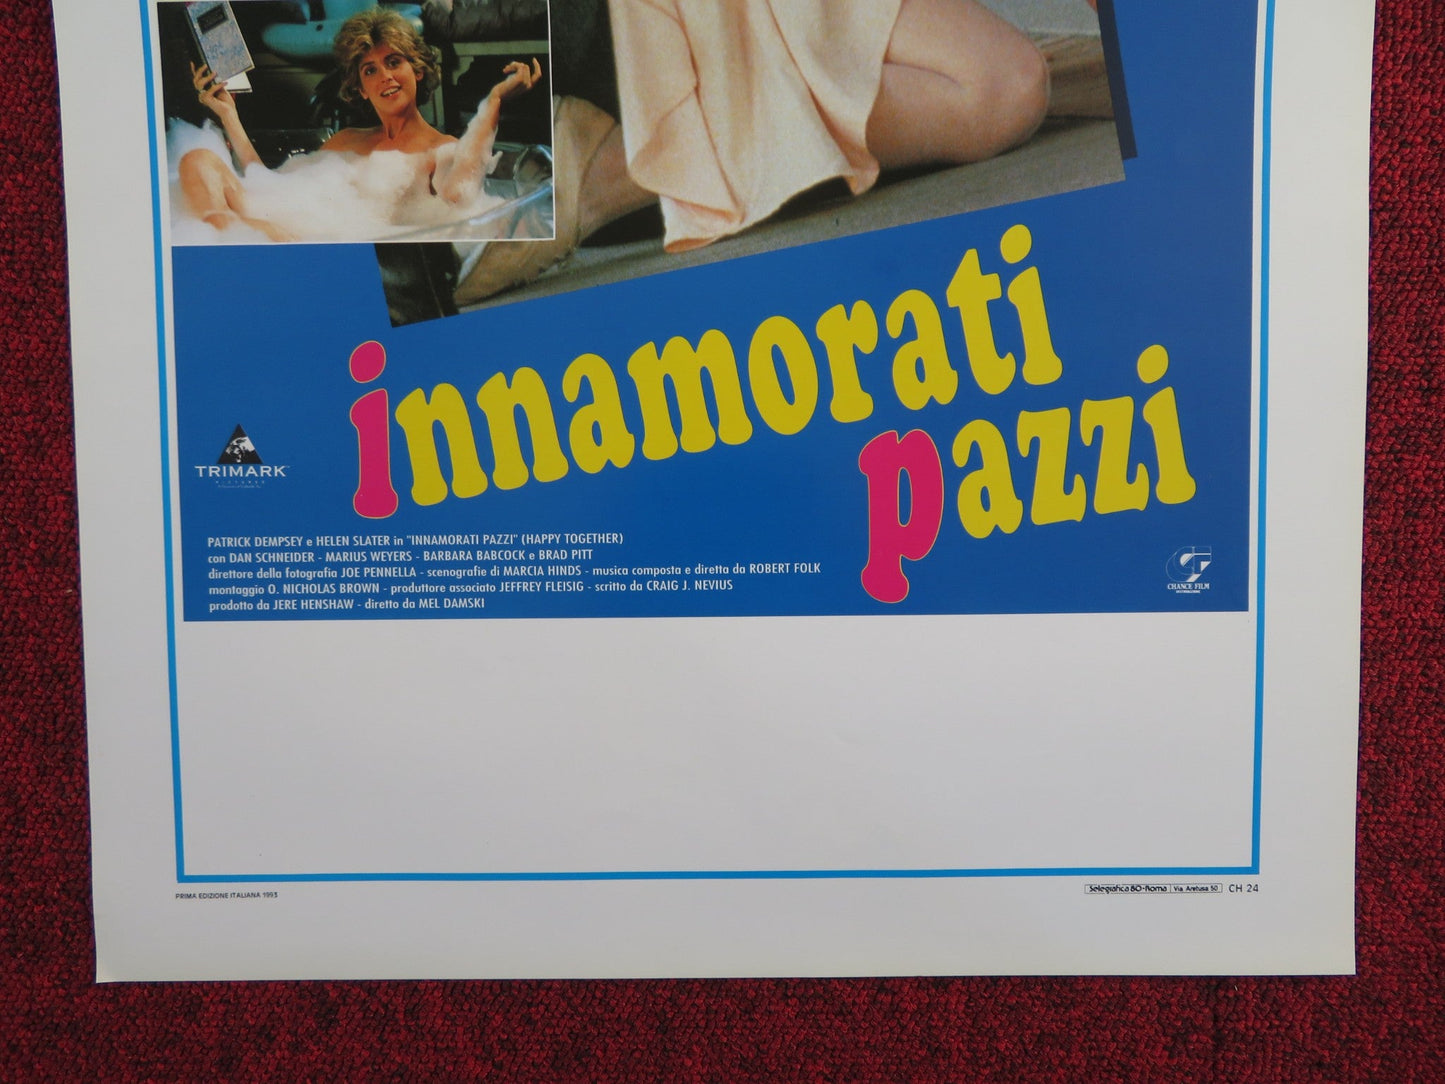 innamorati
pazzi
TRIMARK
PICTURES
PATRICK DEMPSEY e HELEN SLATER in "INNAMORATI PAZZI" (HAPPY TOGETHER)
con DAN SCHNEIDER - MARIUS WEYERS - BARBARA BABCOCK e BRAD PITT
direttore della fotografia JOE PENNELLA - scenografie di MARCIA HINDS - musica composta e diretta da ROBERT FOLK
montaggio O. NICHOLAS BROWN - produttore associato JEFFREY FLEISIG - scritto da CRAIG J. NEVIUS
prodotto da JERE HENSHAW - diretto da MEL DAMSKI
CHANCE FILM
DISTRIBUZIONE
PRIMA EDIZIONE ITALIANA 1993
Selegrafica 80-Roma Via Aretusa 50 CH 24